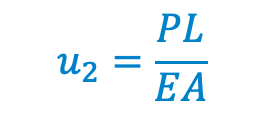 u₂ = PL / EA